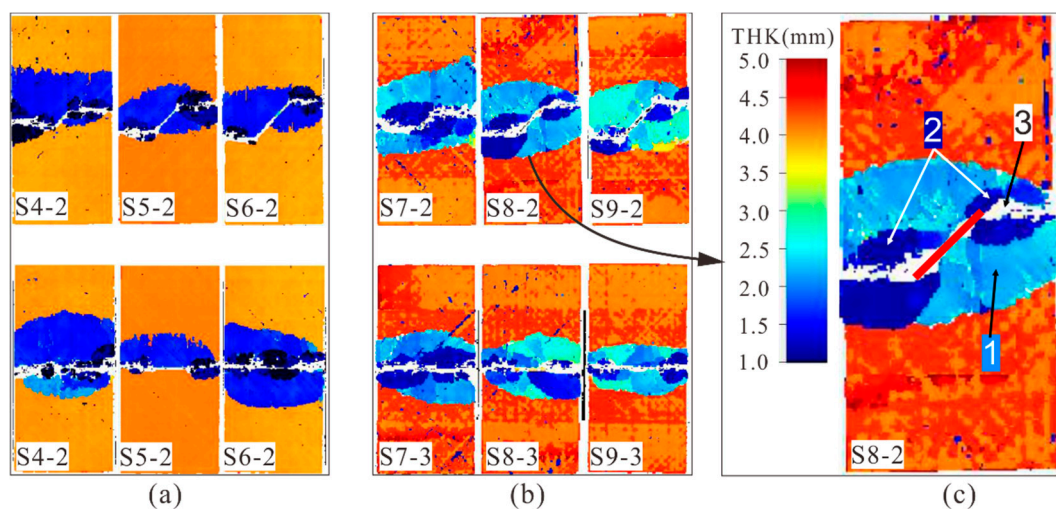 S4-2 S5-2 S6-2
S4-2 S5-2 S6-2
(a)
S7-2 S8-2 S9-2
S7-3 S8-3 S9-3
(b)
THK(mm)
5.0
4.5
4.0
3.5
3.0
2.5
2.0
1.5
1.0
2
3
1
S8-2
(c)